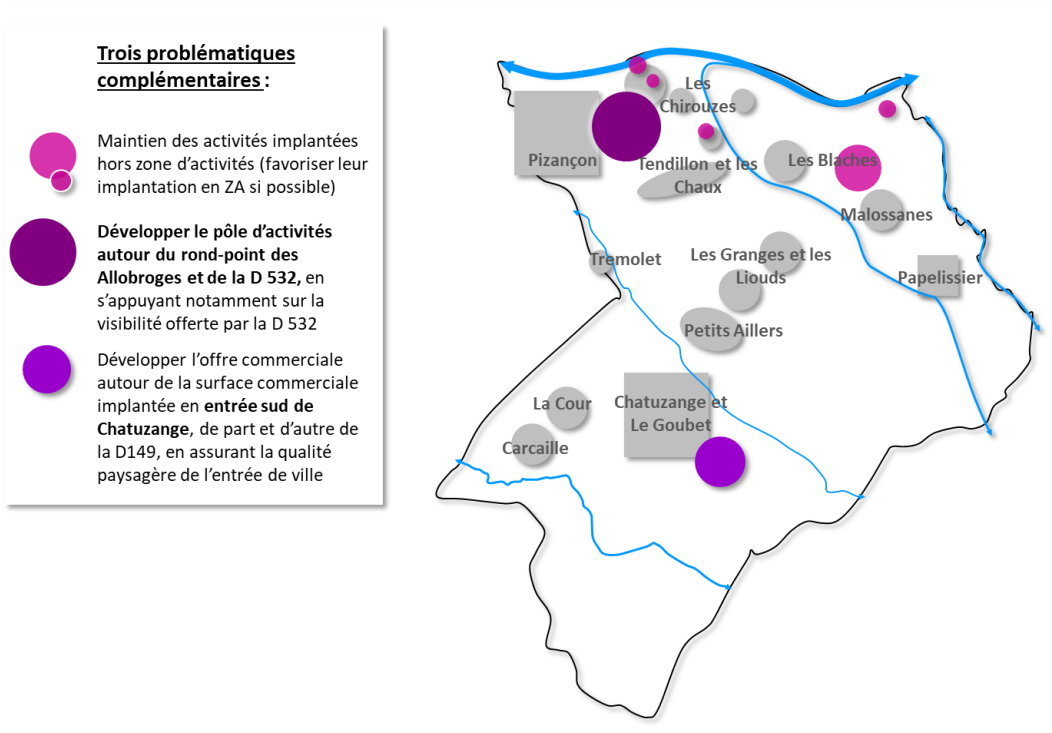 Trois problématiques
complémentaires :
Maintien des activités implantées
hors zone d’activités (favoriser leur
implantation en ZA si possible)
Développer le pôle d’activités
autour du rond-point des
Allobroges et de la D 532, en
s’appuyant notamment sur la
visibilité offerte par la D 532
Développer l’offre commerciale
autour de la surface commerciale
implantée en entrée sud de
Chatuzange, de part et d’autre de
la D149, en assurant la qualité
paysagère de l’entrée de ville
Les
Chirouzes
Pizançon
Tendillon et les
Chaux
Les Blaches
Malossanes
Tremolet
Les Granges et les
Liouds
Papelissier
Petits Aillers
La Cour
Chatuzange et
Le Goubet
Carcaille